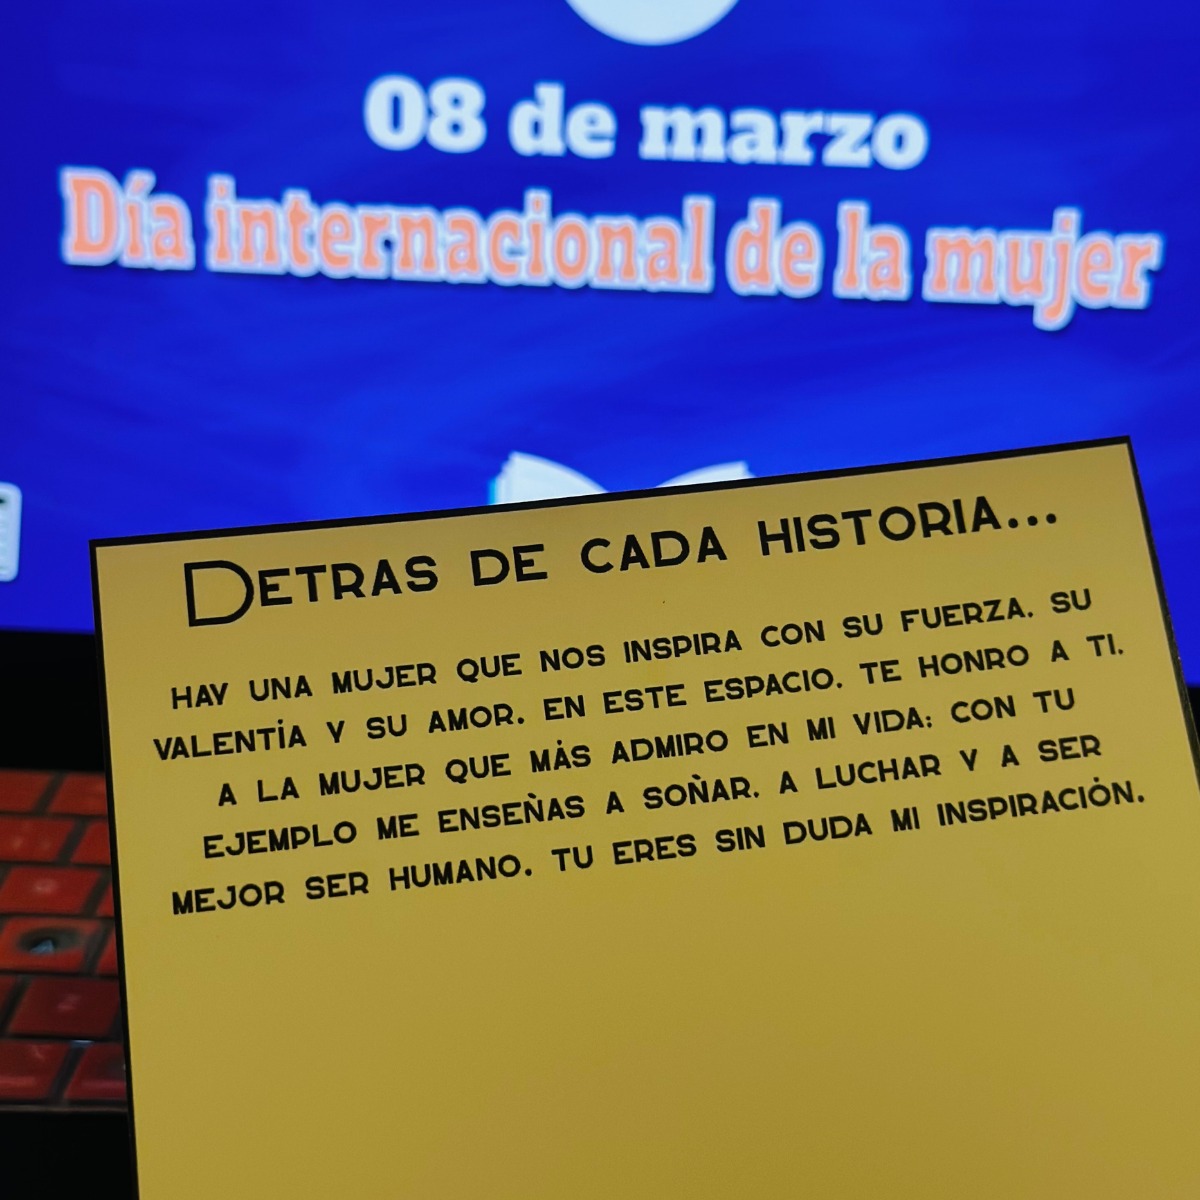 08 de marzo
Día internacional de la mujer
DETRAS DE CADA HISTORIA...
HAY UNA MUJER QUE NOS INSPIRA CON SU FUERZA. SU
VALENTÍA Y SU AMOR. EN ESTE ESPACIO. TE HONRO A TI.
A LA MUJER QUE MÁS ADMIRO EN MI VIDA; CON TU
EJEMPLO ME ENSEÑAS A SOÑAR. A LUCHAR Y A SER
MEJOR SER HUMANO. TU ERES SIN DUDA MI INSPIRACIÓN.